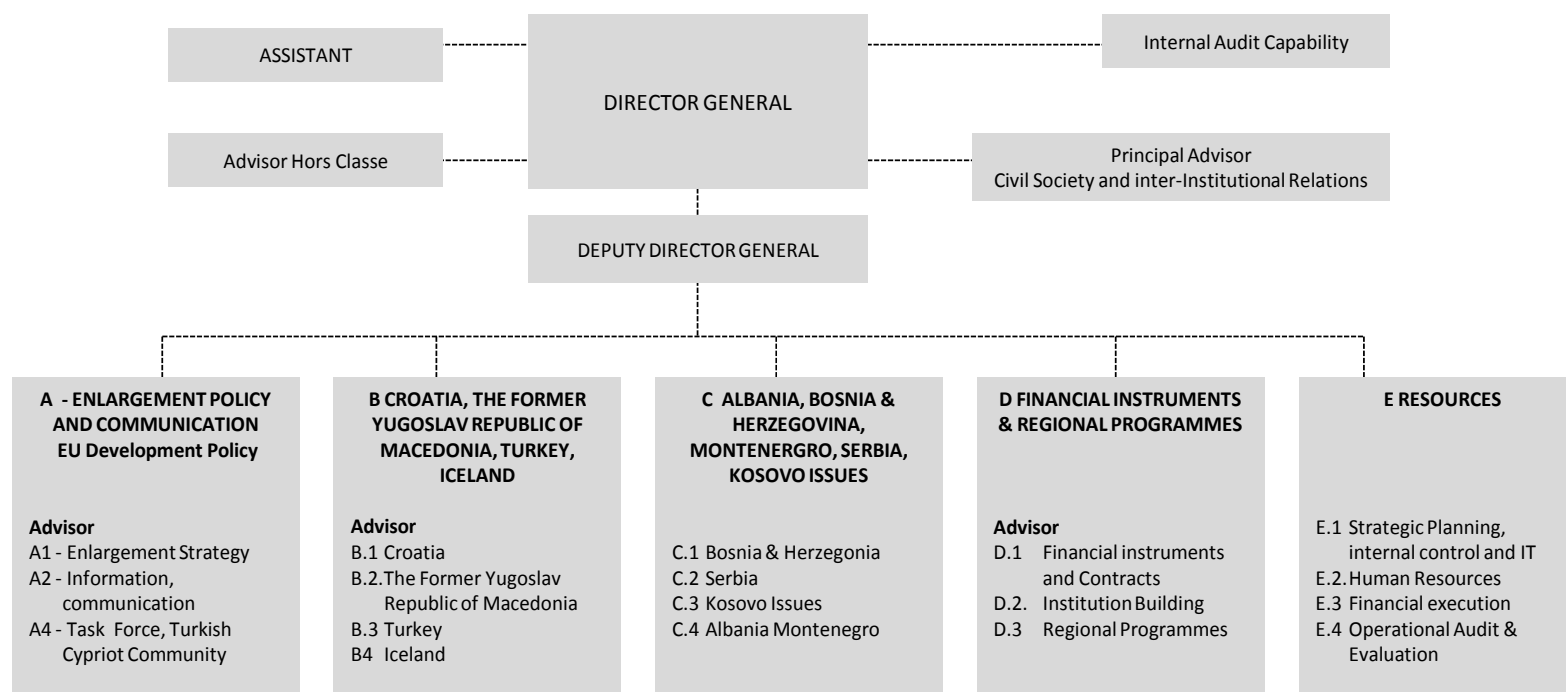 ASSISTANT
DIRECTOR GENERAL
Internal Audit Capability
Advisor Hors Classe
Principal Advisor
Civil Society and inter-Institutional Relations
DEPUTY DIRECTOR GENERAL
A - ENLARGEMENT POLICY
AND COMMUNICATION
EU Development Policy
Advisor
A1 - Enlargement Strategy
A2 - Information,
communication
A4 - Task Force, Turkish
Cypriot Community
B CROATIA, THE FORMER
YUGOSLAV REPUBLIC OF
MACEDONIA, TURKEY,
ICELAND
Advisor
B.1 Croatia
B.2.The Former Yugoslav
Republic of Macedonia
B.3 Turkey
B4 Iceland
C ALBANIA, BOSNIA &
HERZEGOVINA,
MONTENERGRO, SERBIA,
KOSOVO ISSUES
C.1 Bosnia & Herzegonia
C.2 Serbia
C.3 Kosovo Issues
C.4 Albania Montenegro
D FINANCIAL INSTRUMENTS
& REGIONAL PROGRAMMES
Advisor
D.1 Financial instruments
and Contracts
D.2. Institution Building
D.3 Regional Programmes
E RESOURCES
E.1 Strategic Planning,
internal control and IT
E.2.Human Resources
E.3 Financial execution
E.4 Operational Audit &
Evaluation